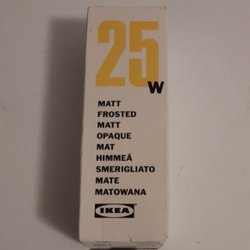 25
W
MATT
FROSTED
MATT
OPAQUE
MAT
HIMMEÄ
SMERIGLIATO
MATE
MATOWANA
IKEA